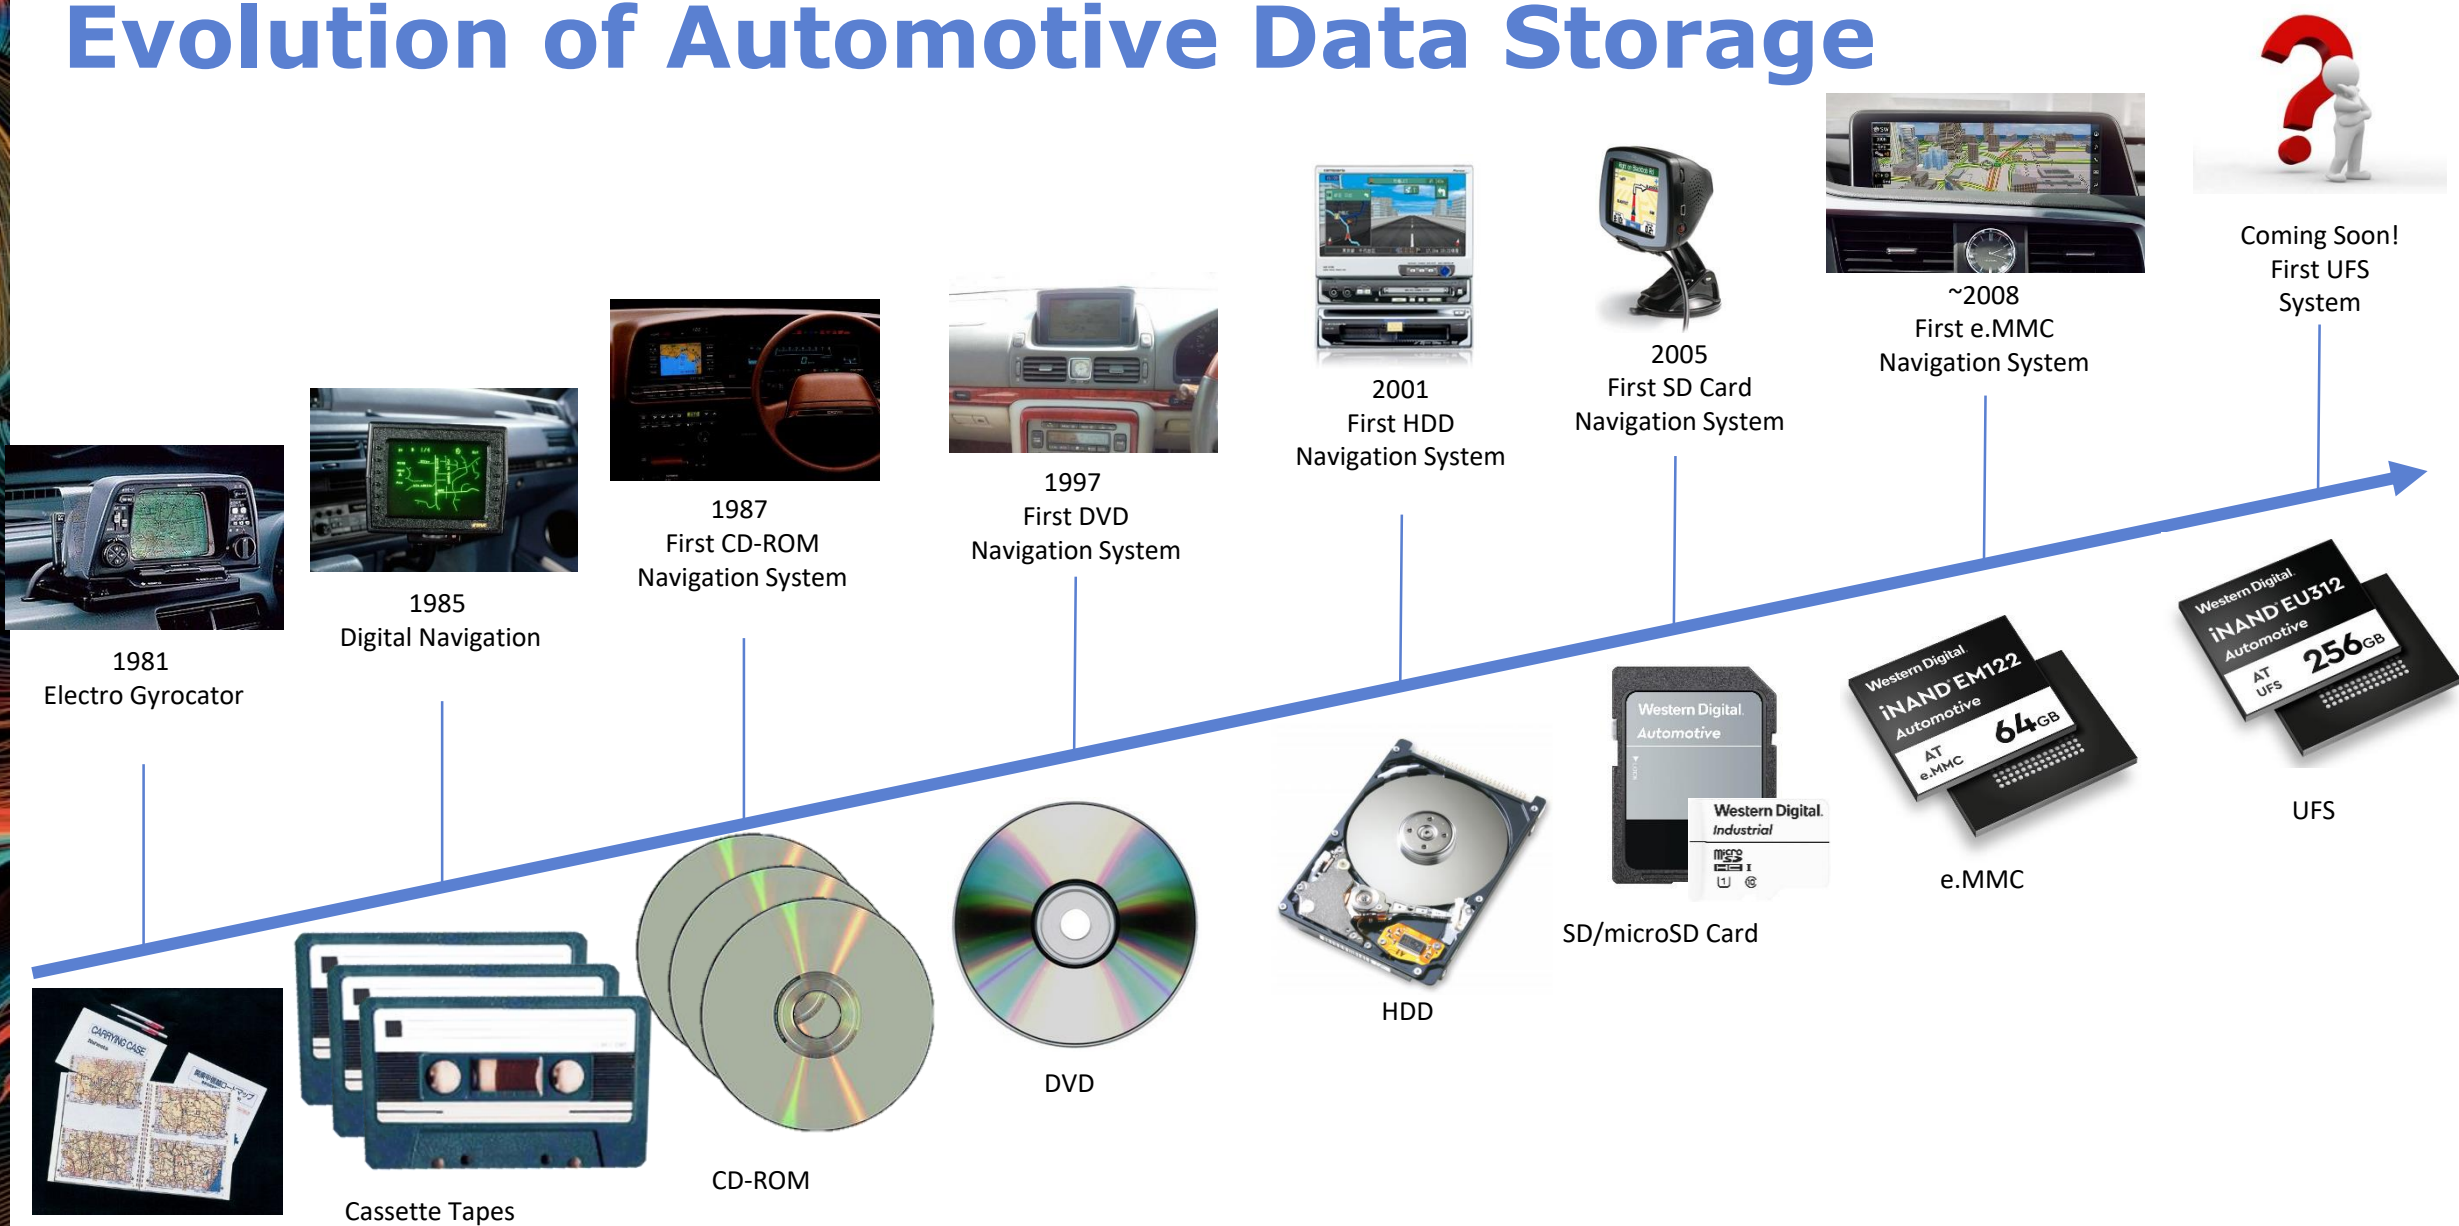 Evolution of Automotive Data Storage
1981
Electro Gyrocator
1985
Digital Navigation
1987
First CD-ROM
Navigation System
1997
First DVD
Navigation System
2001
First HDD
Navigation System
2005
First SD Card
Navigation System
~2008
First e.MMC
Navigation System
Coming Soon!
First UFS
System
CARRYING CASE
Cassette Tapes
CD-ROM
DVD
HDD
Western Digital.
Automotive
Western Digital.
Industrial
micro
SD
HC I
SD/microSD Card
Western Digital.
iNAND EM122
Automotive
AT
e.MMC
64GB
e.MMC
Western Digital.
iNAND EU312
Automotive
AT
UFS
256GB
UFS